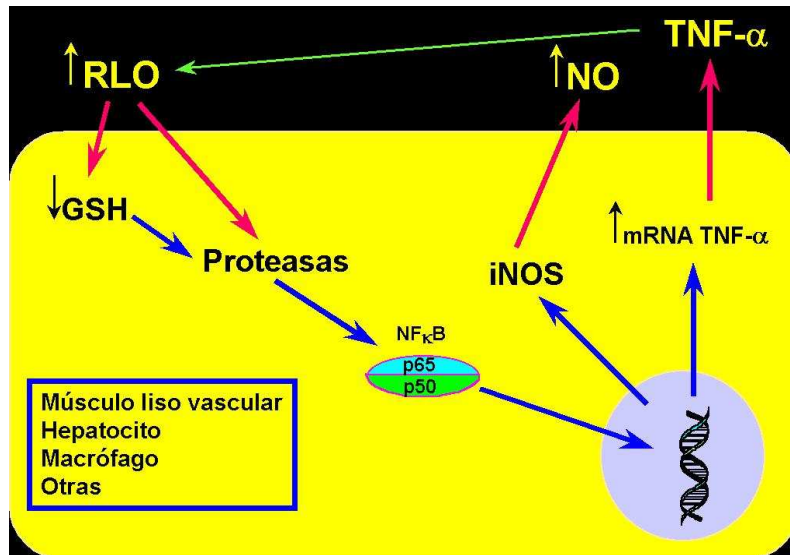 TNF-α
↑RLO
↑NO
↓GSH
↑mRNA TNF-α
Proteasas
iNOS
NFκB
p65
p50
Músculo liso vascular
Hepatocito
Macrófago
Otras